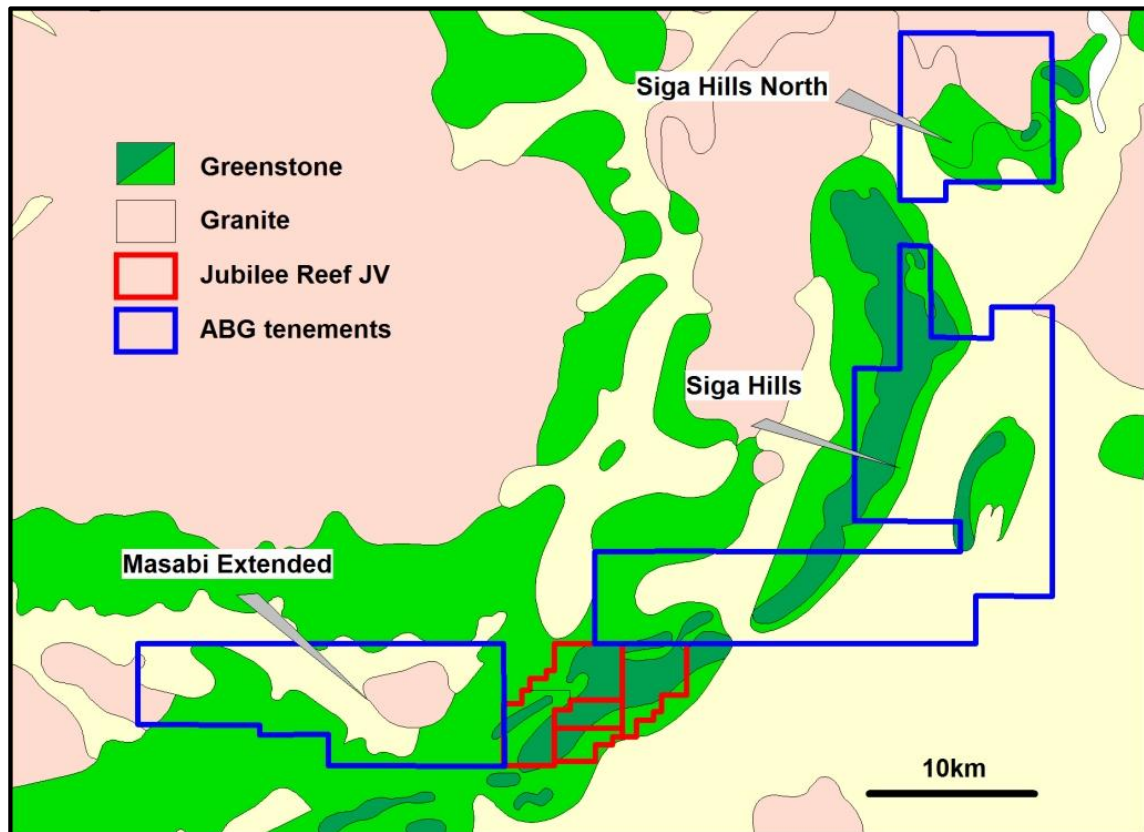 Siga Hills North
Greenstone
Granite
Jubilee Reef JV
ABG tenements
Siga Hills
Masabi Extended
10km